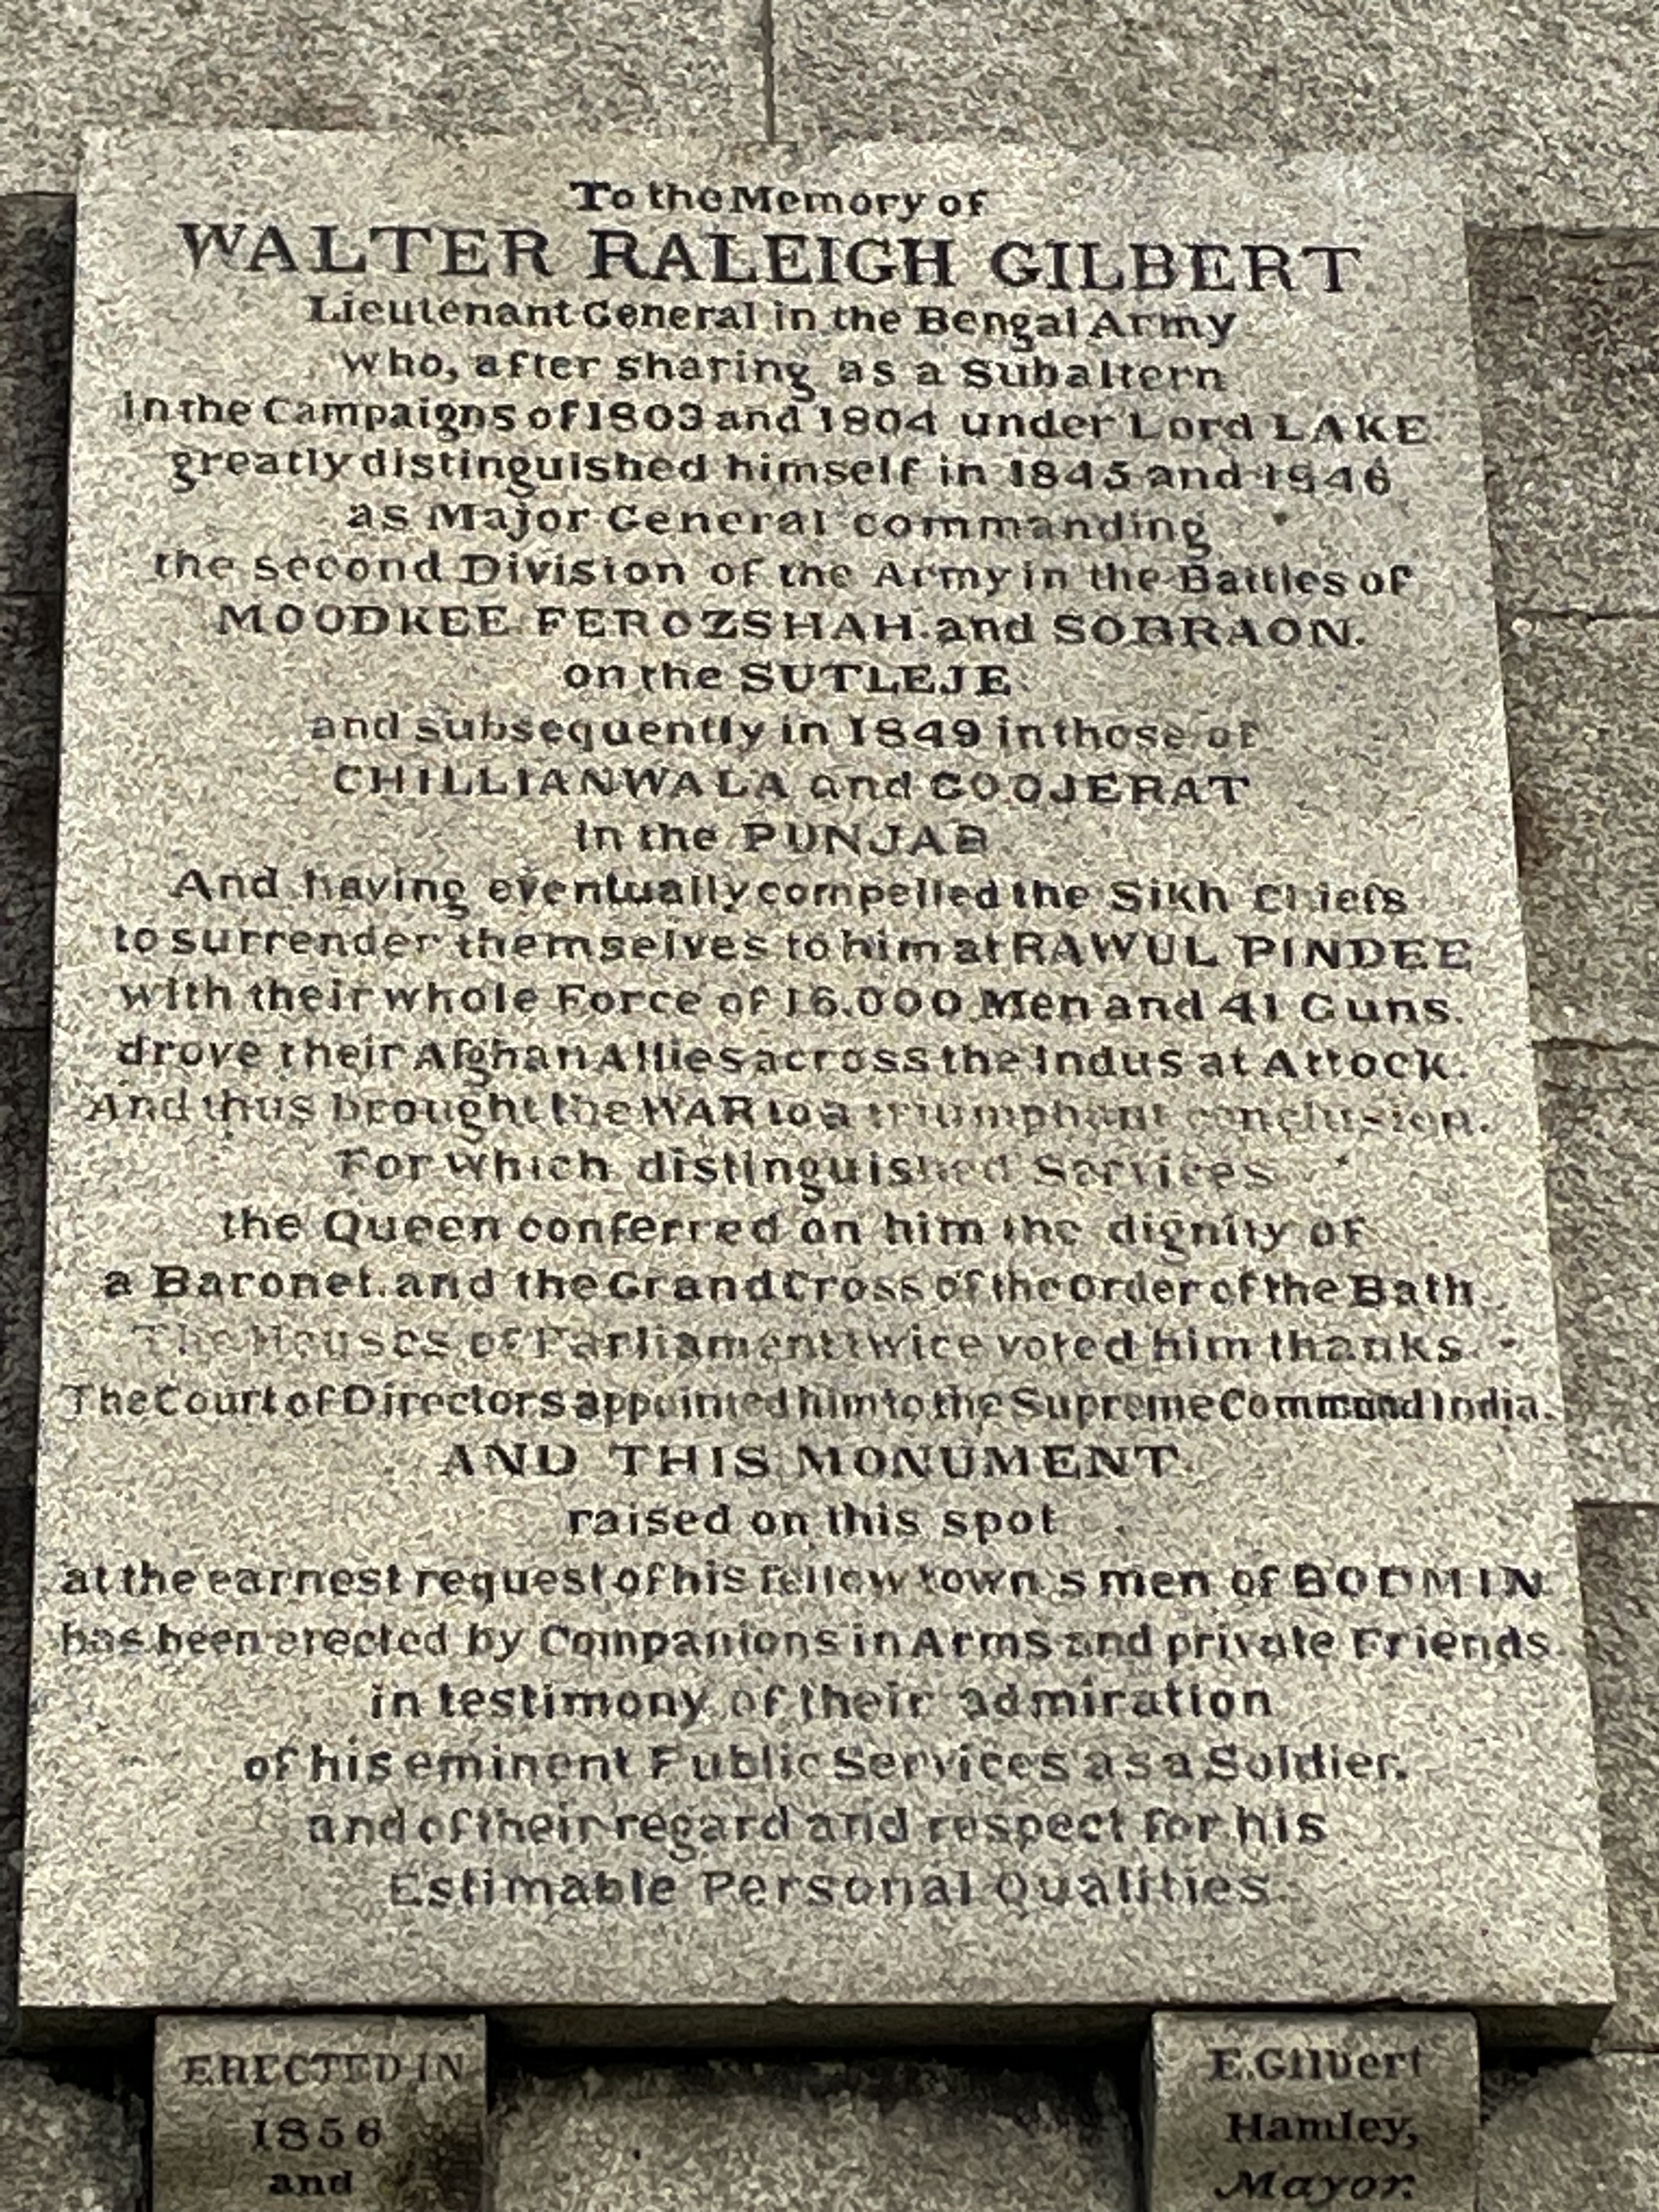 To the Memory of
WALTER RALEIGH GILBERT
Lieutenant General in the Bengal Army
who, after sharing as a Subaltern
in the Campaigns of 1803 and 1804 under Lord LAKE
greatly distinguished himself in 1845 and 1846
as Major General commanding
the second Division of the Army in the Battles of
MOODKEE FEROZSHAH and SOBRAON.
on the SUTLEJE
and subsequently in 1849 in those of
CHILLIANWALA and GOOJERAT
in the PUNJAB
And having eventually compelled the Sikh Chiefs
to surrender themselves to him at RAWUL PINDEE
with their whole Force of 16.000 Men and 41 Guns.
drove their Afghan Allies across the Indus at Attock.
And thus brought the WAR to a triumphant conclusion.
For which distinguished Services
the Queen conferred on him the dignity of
a Baronet. and the Grand Cross of the Order of the Bath
The Houses of Parliament twice voted him thanks
The Court of Directors appointed him to the Supreme Command India.
AND THIS MONUMENT
raised on this spot
at the earnest request of his fellow town's men of BODMIN
has been erected by Companions in Arms and private Friends
in testimony of their admiration
of his eminent Public Services as a Soldier.
and of their regard and respect for his
Estimable Personal Qualities
ERECTED IN
1856
and
E. Gilbert
Hamley,
Mayor.